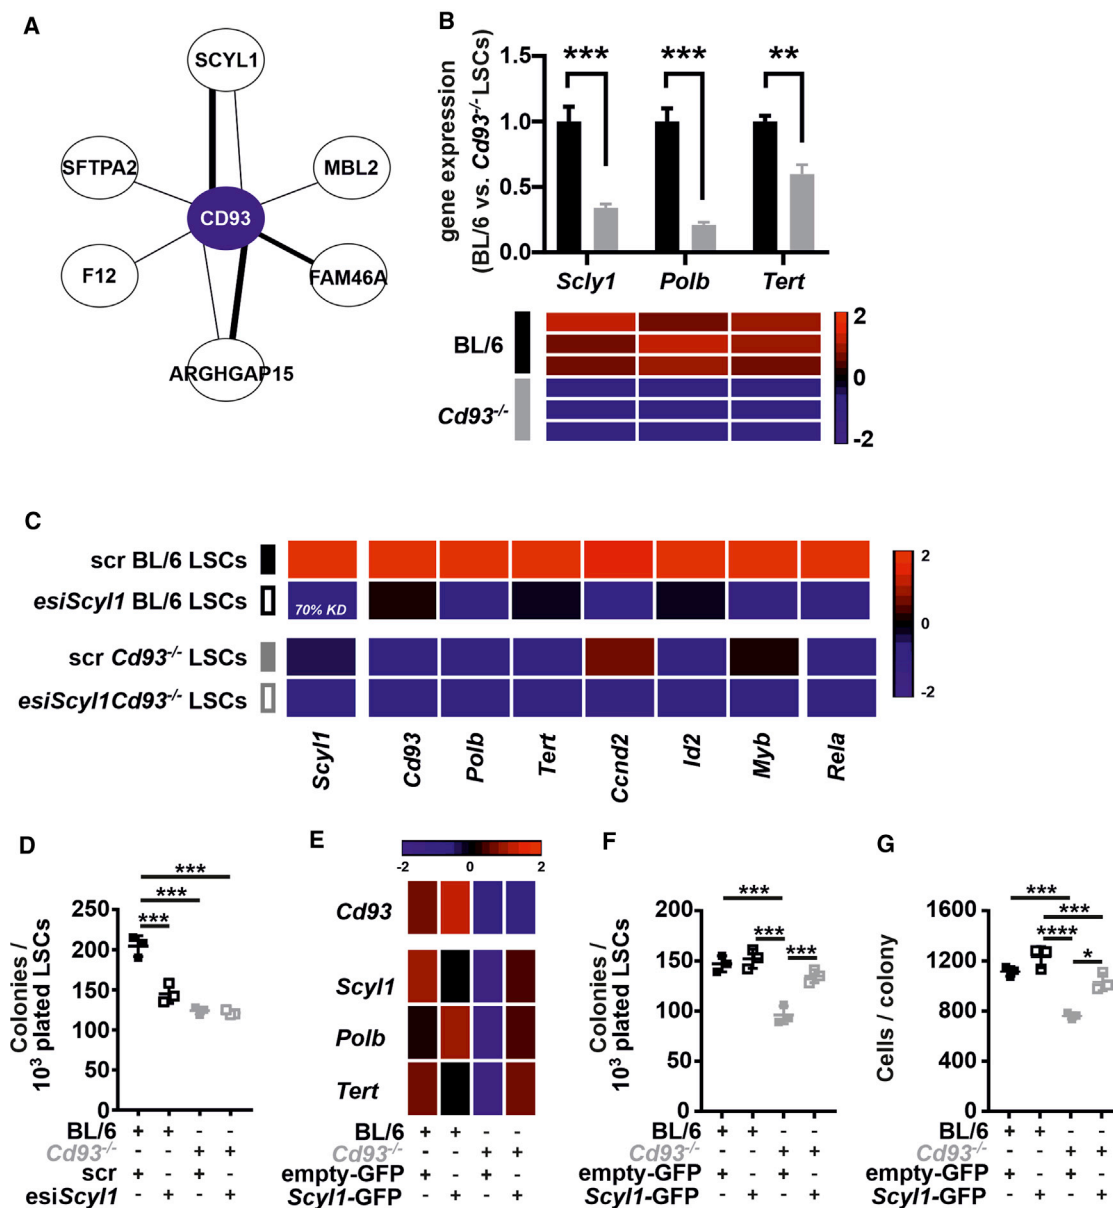 A
SCYL1
SFTPA2
MBL2
CD93
F12
FAM46A
ARGHGAP15
B
gene expression
(BL/6 vs. Cd93-/- LSCs)
1.5
1.0
0.5
0.0
***
***
**
Scly1
Polb
Tert
BL/6
Cd93-/-
2
0
-2
C
scr BL/6 LSCs
esiScyl1 BL/6 LSCs
70% KD
scr Cd93-/- LSCs
esiScyl1Cd93-/- LSCs
2
0
-2
Scyl1
Cd93
Polb
Tert
Ccnd2
Id2
Myb
Rela
D
Colonies /
10³ plated LSCs
250
200
150
100
50
0
***
***
***
BL/6 + + - -
Cd93-/- - - + +
scr + - + -
esiScyl1 - + - +
E
-2 0 2
Cd93
Scyl1
Polb
Tert
BL/6 + + - -
Cd93-/- - - + +
empty-GFP + - + -
Scyl1-GFP - + - +
F
Colonies /
10³ plated LSCs
200
150
100
50
0
***
***
***
BL/6 + + - -
Cd93-/- - - + +
empty-GFP + - + -
Scyl1-GFP - + - +
G
Cells / colony
1600
1200
800
400
0
***
***
****
*
BL/6 + + - -
Cd93-/- - - + +
empty-GFP + - + -
Scyl1-GFP - + - +